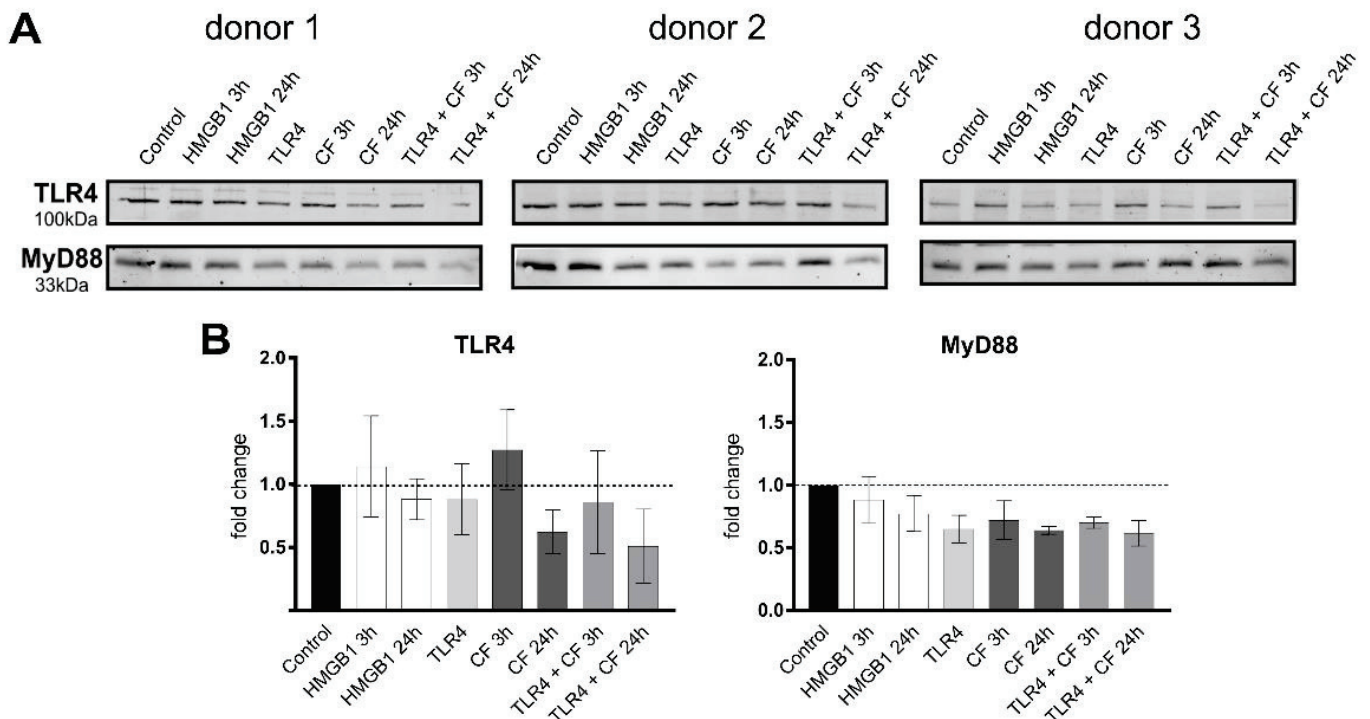 A
donor 1 donor 2 donor 3
Control HMGB1 3h HMGB1 24h TLR4 CF 3h CF 24h TLR4 + CF 3h TLR4 + CF 24h Control HMGB1 3h HMGB1 24h TLR4 CF 3h CF 24h TLR4 + CF 3h TLR4 + CF 24h Control HMGB1 3h HMGB1 24h TLR4 CF 3h CF 24h TLR4 + CF 3h TLR4 + CF 24h
TLR4
100kDa
MyD88
33kDa
B
TLR4
fold change
2.0
1.5
1.0
0.5
Control HMGB1 3h HMGB1 24h TLR4 CF 3h CF 24h TLR4 + CF 3h TLR4 + CF 24h
MyD88
fold change
2.0
1.5
1.0
0.5
0.0
Control HMGB1 3h HMGB1 24h TLR4 CF 3h CF 24h TLR4 + CF 3h TLR4 + CF 24h